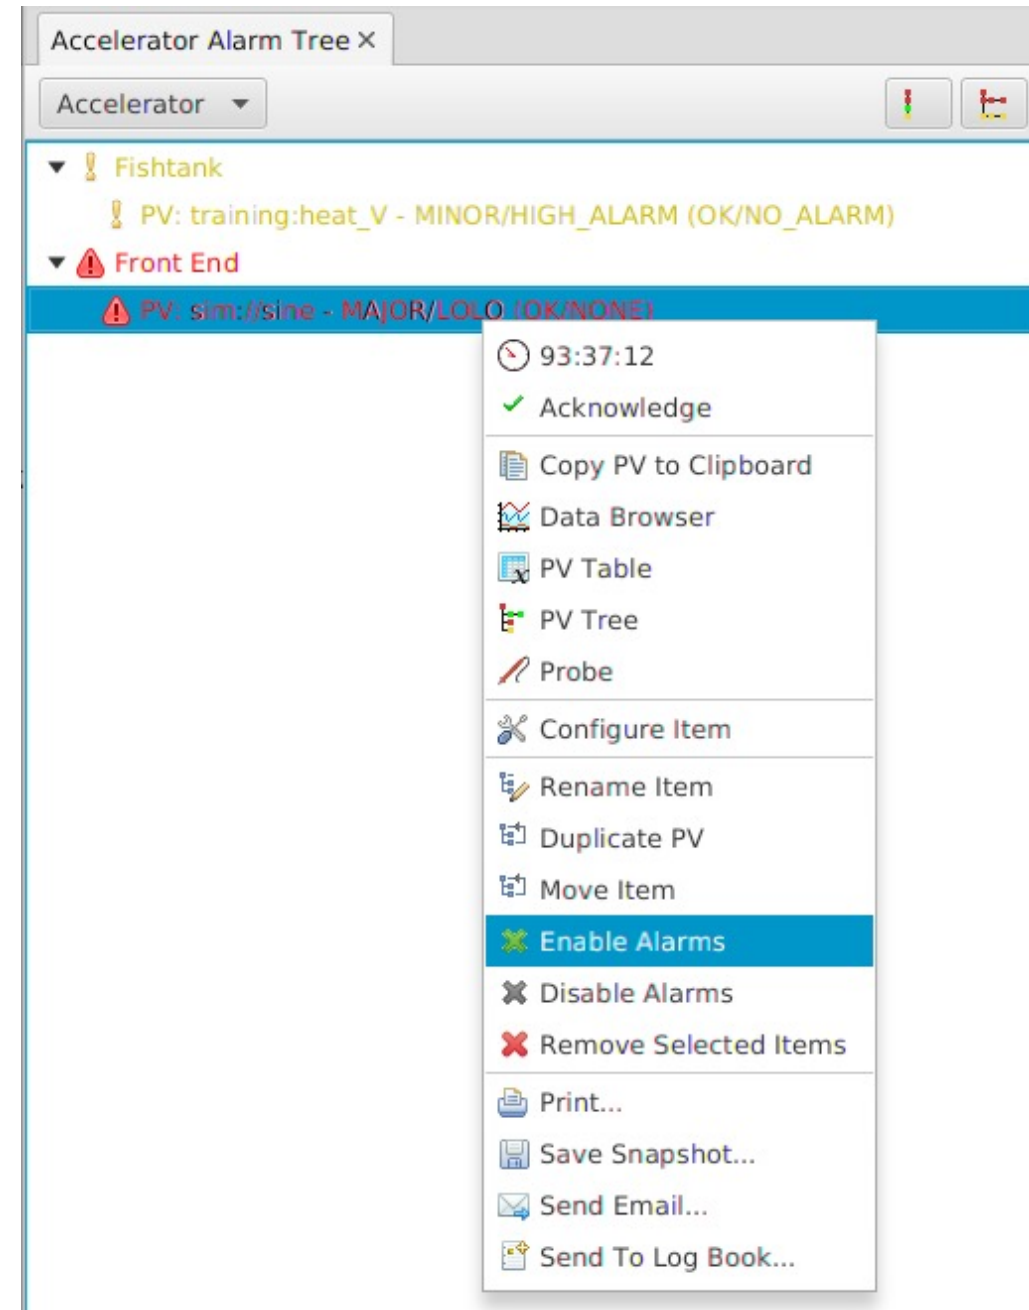 Accelerator Alarm Tree ×
Accelerator
Fishtank
PV: training:heat_V - MINOR/HIGH_ALARM (OK/NO_ALARM)
Front End
PV: sim://sine - MAJOR/LOLO (OK/NONE)
93:37:12
Acknowledge
Copy PV to Clipboard
Data Browser
PV Table
PV Tree
Probe
Configure Item
Rename Item
Duplicate PV
Move Item
Enable Alarms
Disable Alarms
Remove Selected Items
Print...
Save Snapshot...
Send Email...
Send To Log Book...